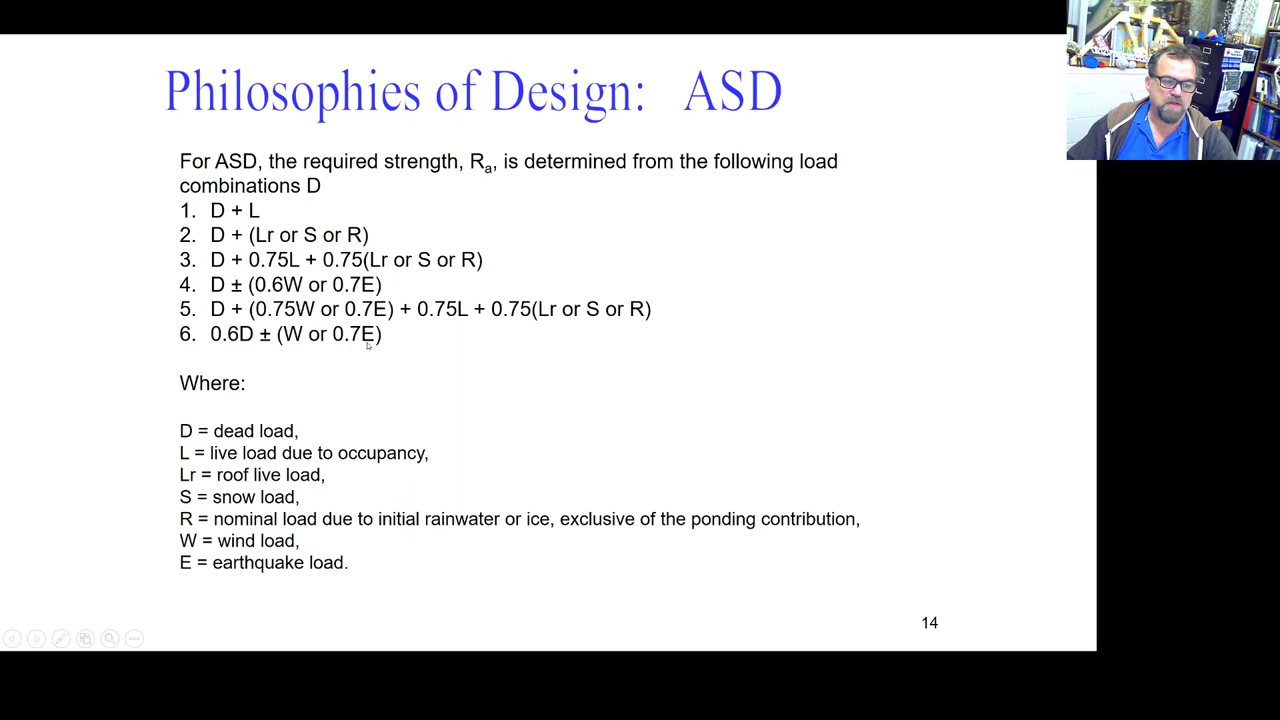 Philosophies of Design: ASD
For ASD, the required strength, Ra, is determined from the following load
combinations D
1. D + L
2. D + (Lr or S or R)
3. D + 0.75L + 0.75(Lr or S or R)
4. D ± (0.6W or 0.7E)
5. D + (0.75W or 0.7E) + 0.75L + 0.75(Lr or S or R)
6. 0.6D ± (W or 0.7E)
Where:
D = dead load,
L = live load due to occupancy,
Lr = roof live load,
S = snow load,
R = nominal load due to initial rainwater or ice, exclusive of the ponding contribution,
W = wind load,
E = earthquake load.
14